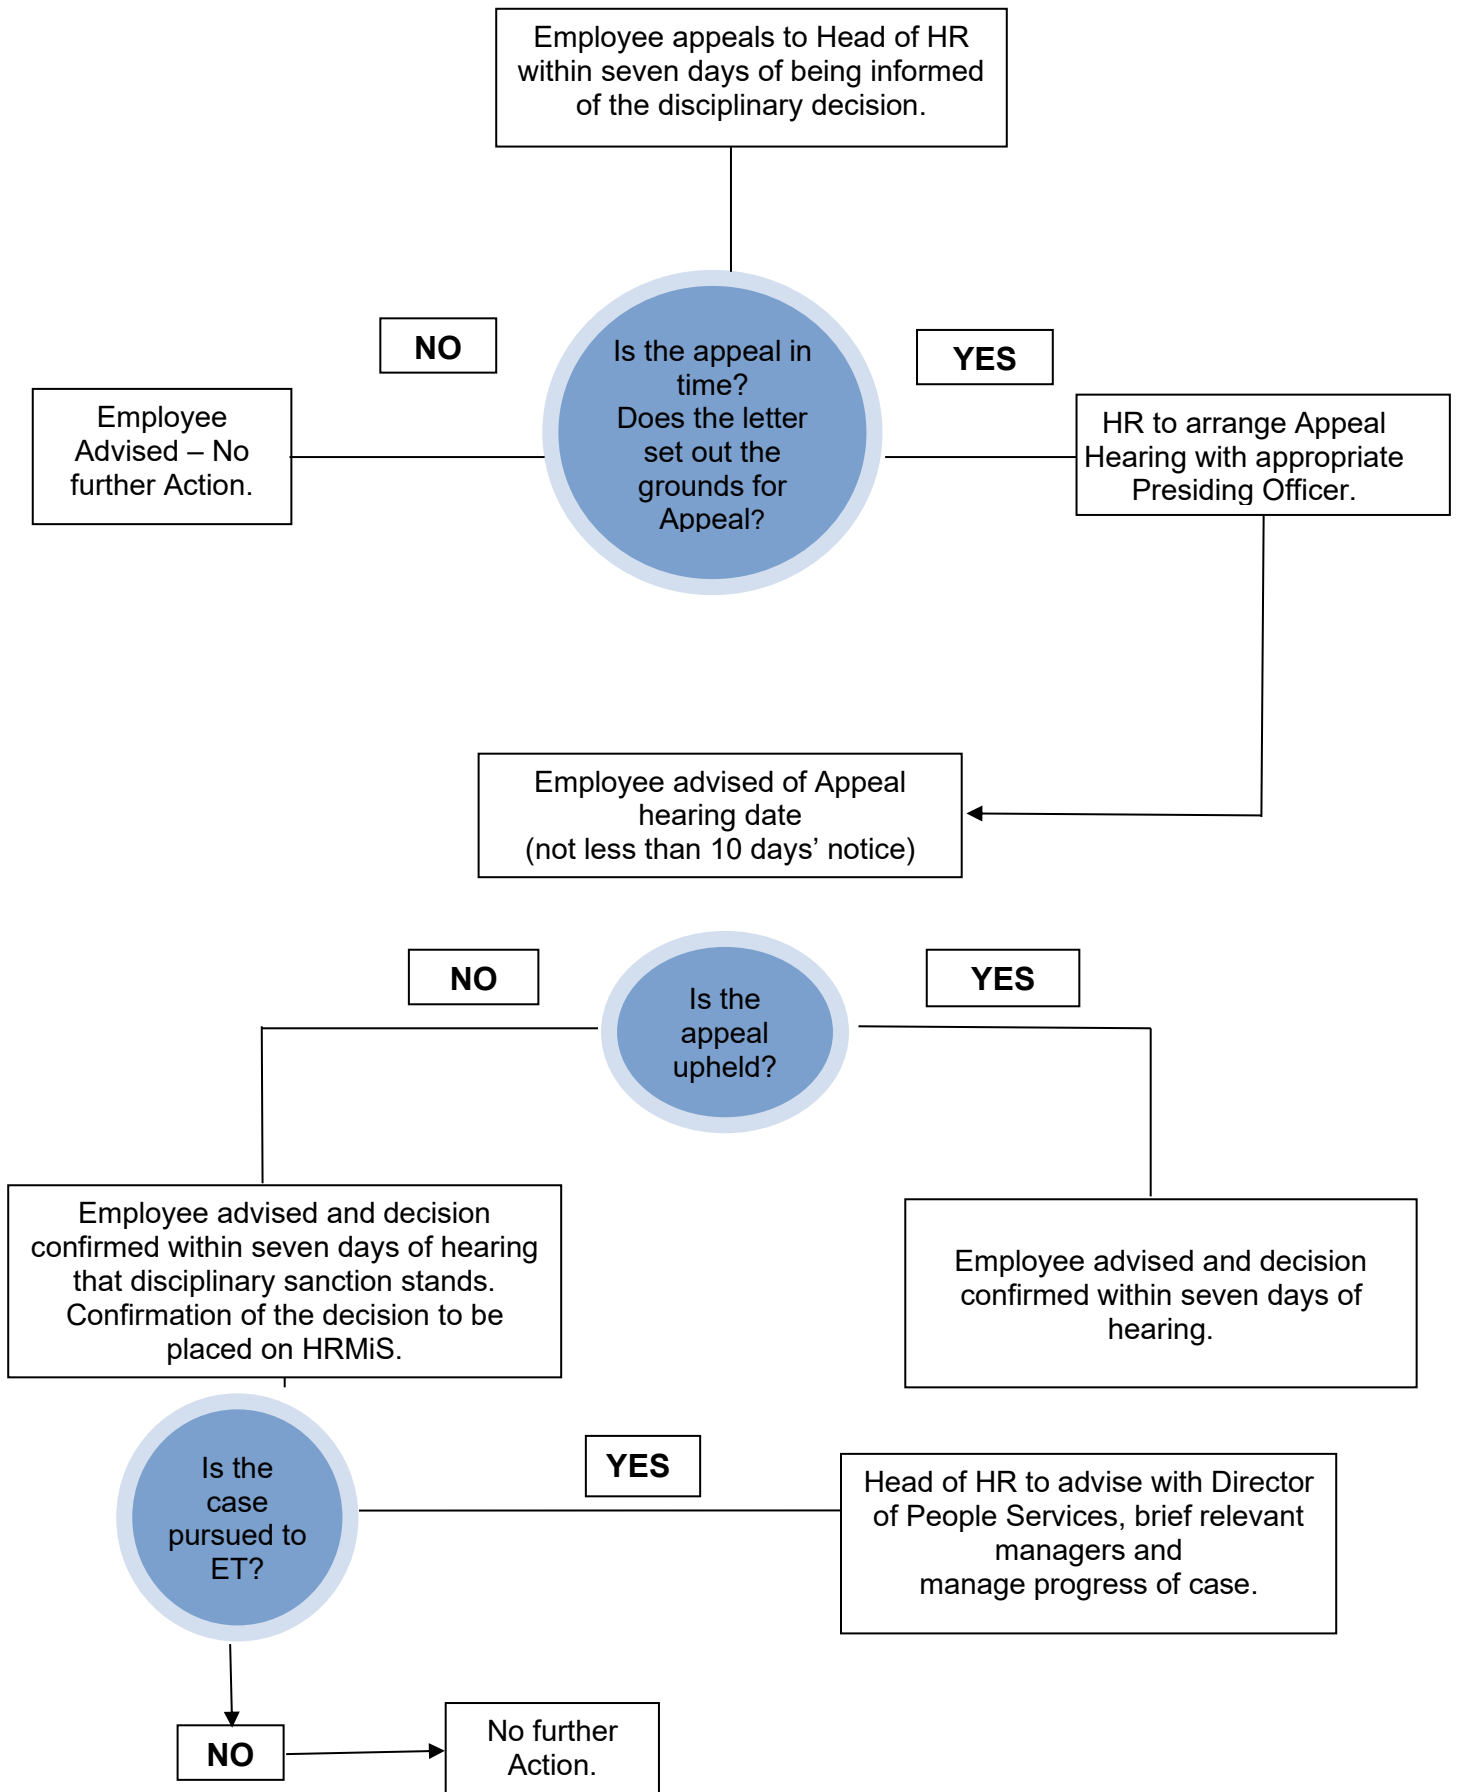 Employee appeals to Head of HR
within seven days of being informed
of the disciplinary decision.
NO
Is the appeal in
time?
Does the letter
set out the
grounds for
Appeal?
YES
Employee
Advised – No
further Action.
HR to arrange Appeal
Hearing with appropriate
Presiding Officer.
Employee advised of Appeal
hearing date
(not less than 10 days’ notice)
NO
Is the
appeal
upheld?
YES
Employee advised and decision
confirmed within seven days of hearing
that disciplinary sanction stands.
Confirmation of the decision to be
placed on HRMiS.
Employee advised and decision
confirmed within seven days of
hearing.
Is the
case
pursued to
ET?
YES
Head of HR to advise with Director
of People Services, brief relevant
managers and
manage progress of case.
NO
No further
Action.